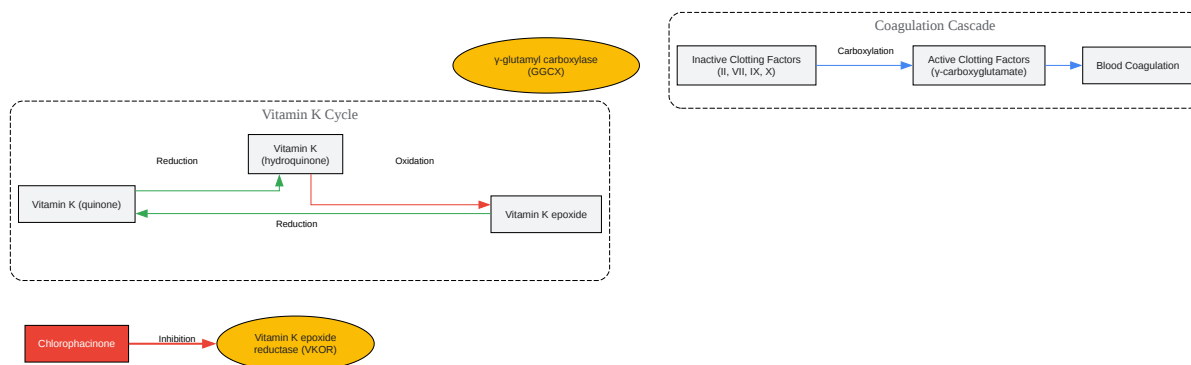 Coagulation Cascade
γ-glutamyl carboxylase
(GGCX)
Inactive Clotting Factors
(II, VII, IX, X)
Carboxylation
Active Clotting Factors
(γ-carboxyglutamate)
Blood Coagulation
Vitamin K Cycle
Vitamin K
(hydroquinone)
Reduction
Oxidation
Vitamin K (quinone)
Vitamin K epoxide
Reduction
Chlorophacinone
Inhibition
Vitamin K epoxide
reductase (VKOR)